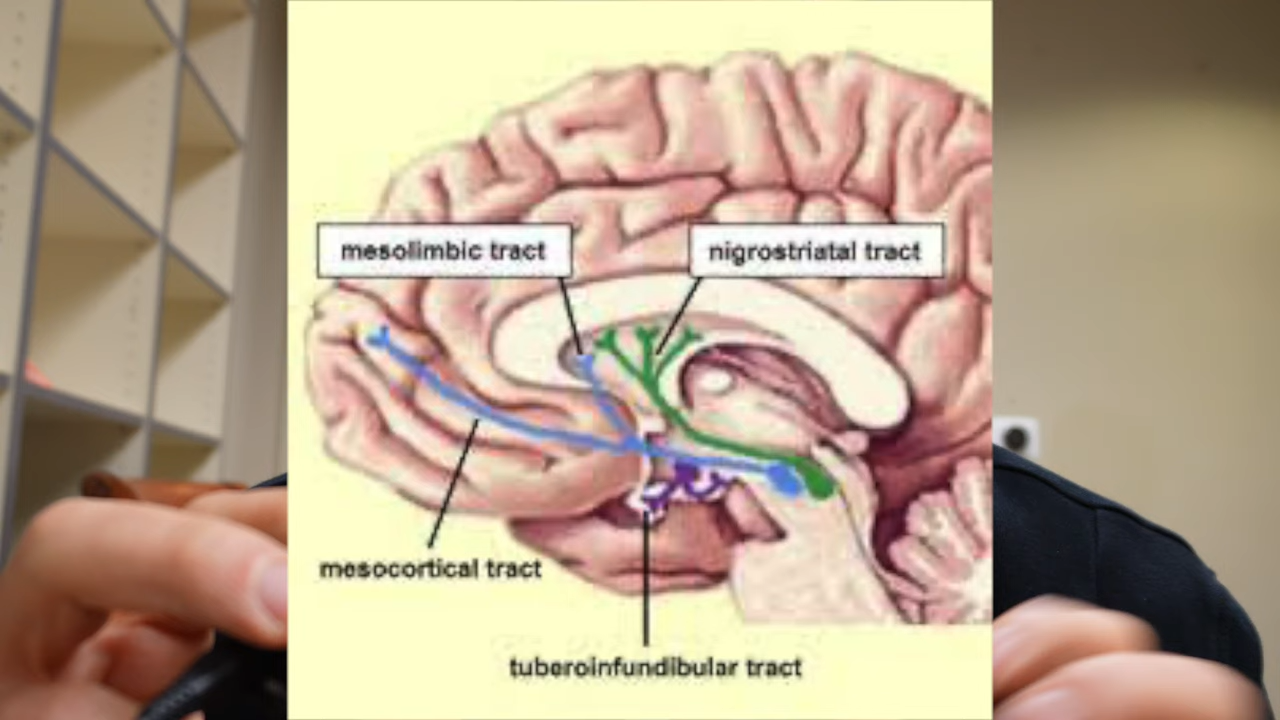 mesolimbic tract
nigrostriatal tract
mesocortical tract
tuberoinfundibular tract